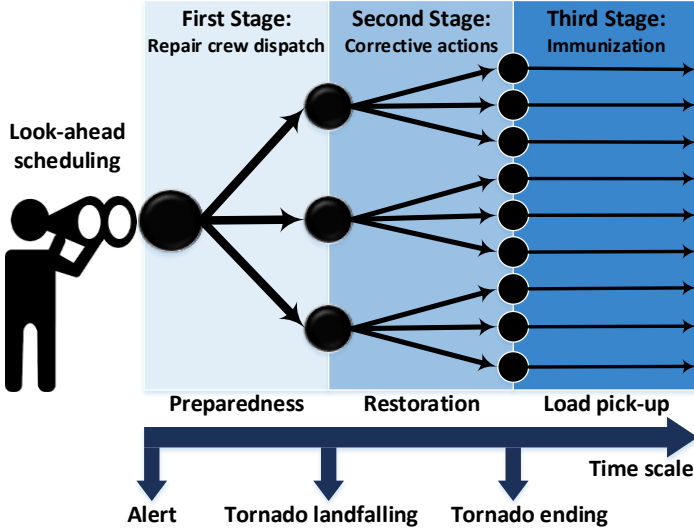 First Stage:
Repair crew dispatch
Second Stage:
Corrective actions
Third Stage:
Immunization
Look-ahead
scheduling
Preparedness
Restoration
Load pick-up
Time scale
Alert
Tornado landfalling
Tornado ending